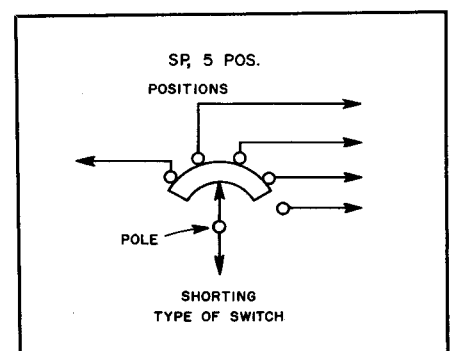 SP, 5 POS.
POSITIONS
POLE
SHORTING
TYPE OF SWITCH